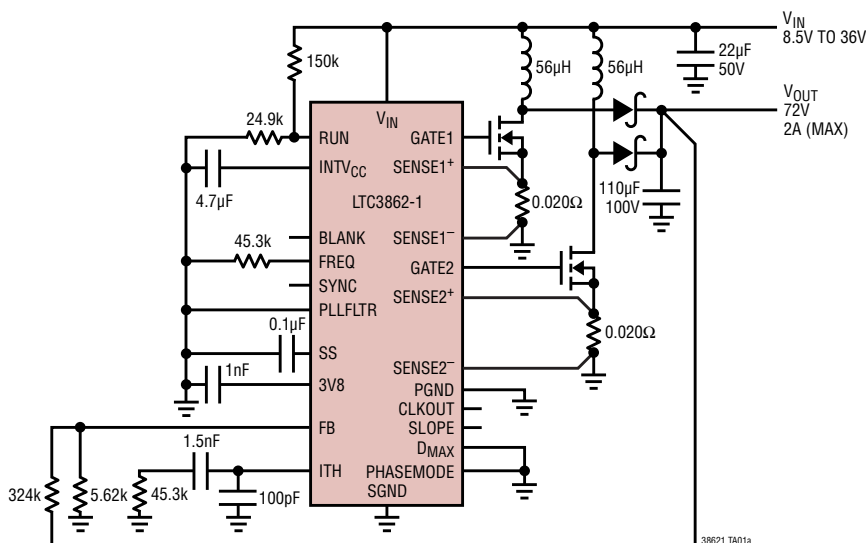 V_IN
8.5V TO 36V
150k
56µH
56µH
22µF
50V
V_OUT
72V
2A (MAX)
24.9k
V_IN
RUN
GATE1
SENSE1+
INTV_CC
4.7µF
LTC3862-1
0.020Ω
110µF
100V
BLANK
SENSE1–
45.3k
FREQ
GATE2
SYNC
SENSE2+
PLLFLTR
0.1µF
0.020Ω
SS
SENSE2–
1nF
3V8
PGND
CLKOUT
FB
SLOPE
1.5nF
D_MAX
ITH
PHASEMODE
324k
5.62k
45.3k
100pF
SGND
38621 TA01a